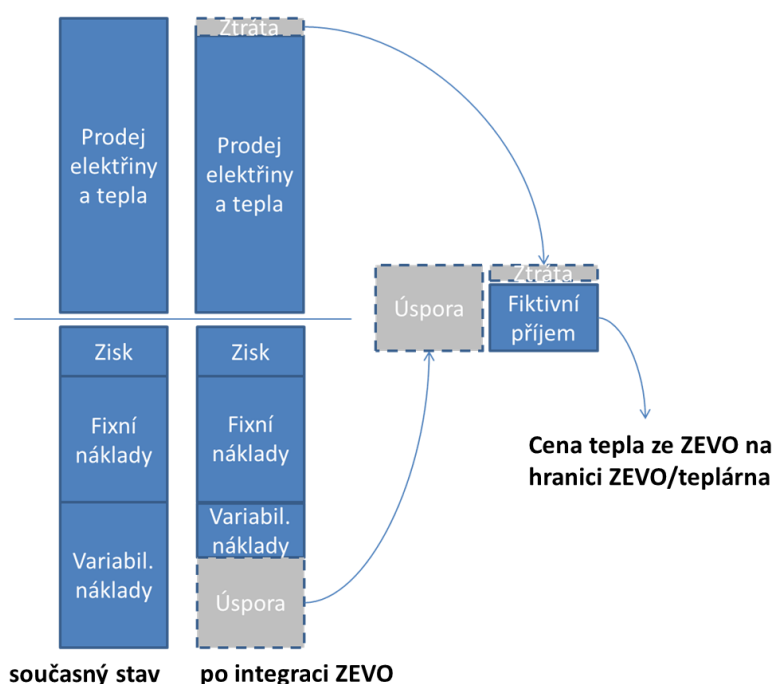 Ztráta
Prodej
elektřiny
a tepla
Prodej
elektřiny
a tepla
Ztráta
Úspora
Fiktivní
příjem
Zisk
Zisk
Fixní
náklady
Fixní
náklady
Cena tepla ze ZEVO na
hranici ZEVO/teplárna
Variabil.
náklady
Variabil.
náklady
Úspora
současný stav
po integraci ZEVO